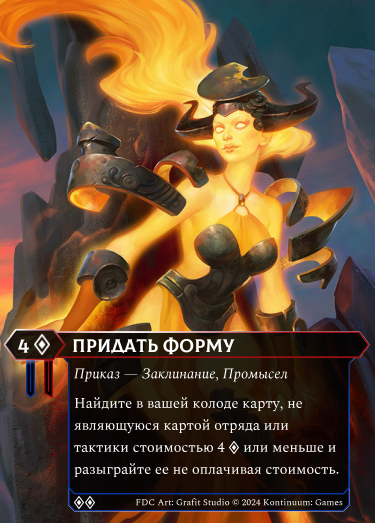 4
ПРИДАТЬ ФОРМУ
Приказ — Заклинание, Промысел
Найдите в вашей колоде карту, не
являющуюся картой отряда или
тактики стоимостью 4 или меньше и
разыграйте ее не оплачивая стоимость.
FDC Art: Grafit Studio © 2024 Kontinuum: Games